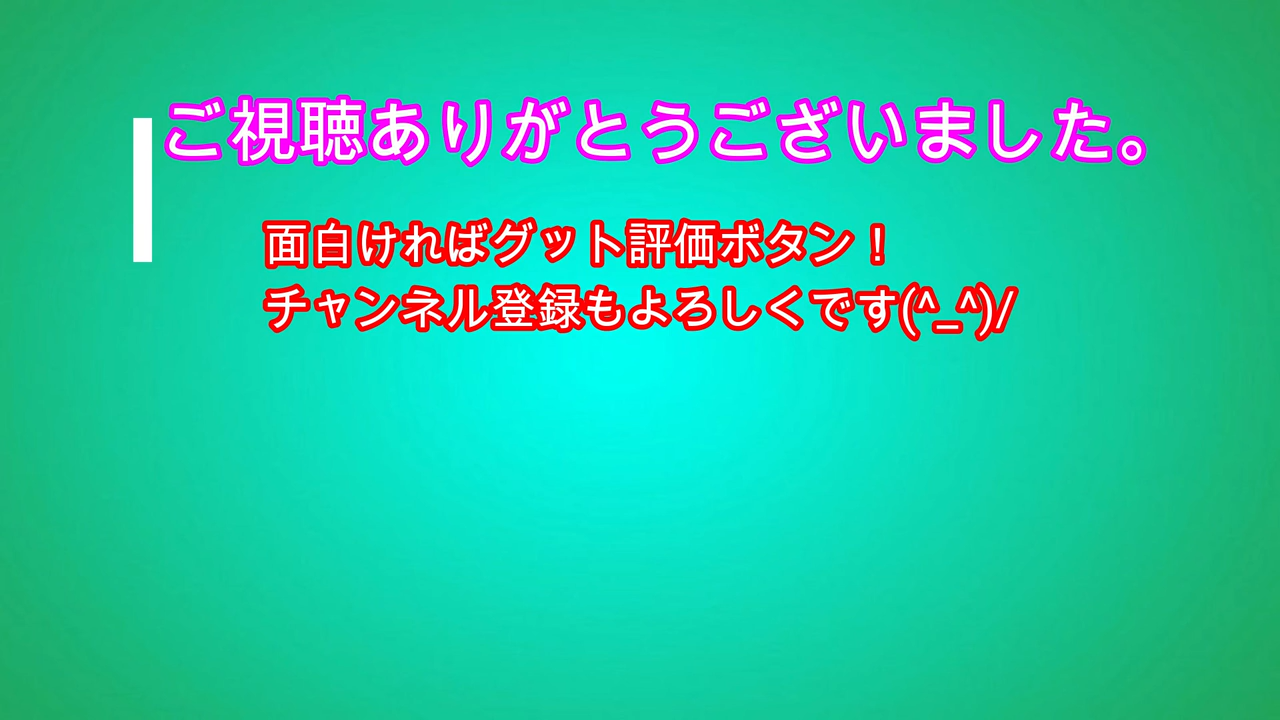 ご視聴ありがとうございました。
面白ければグット評価ボタン！
チャンネル登録もよろしくです(^_^)/